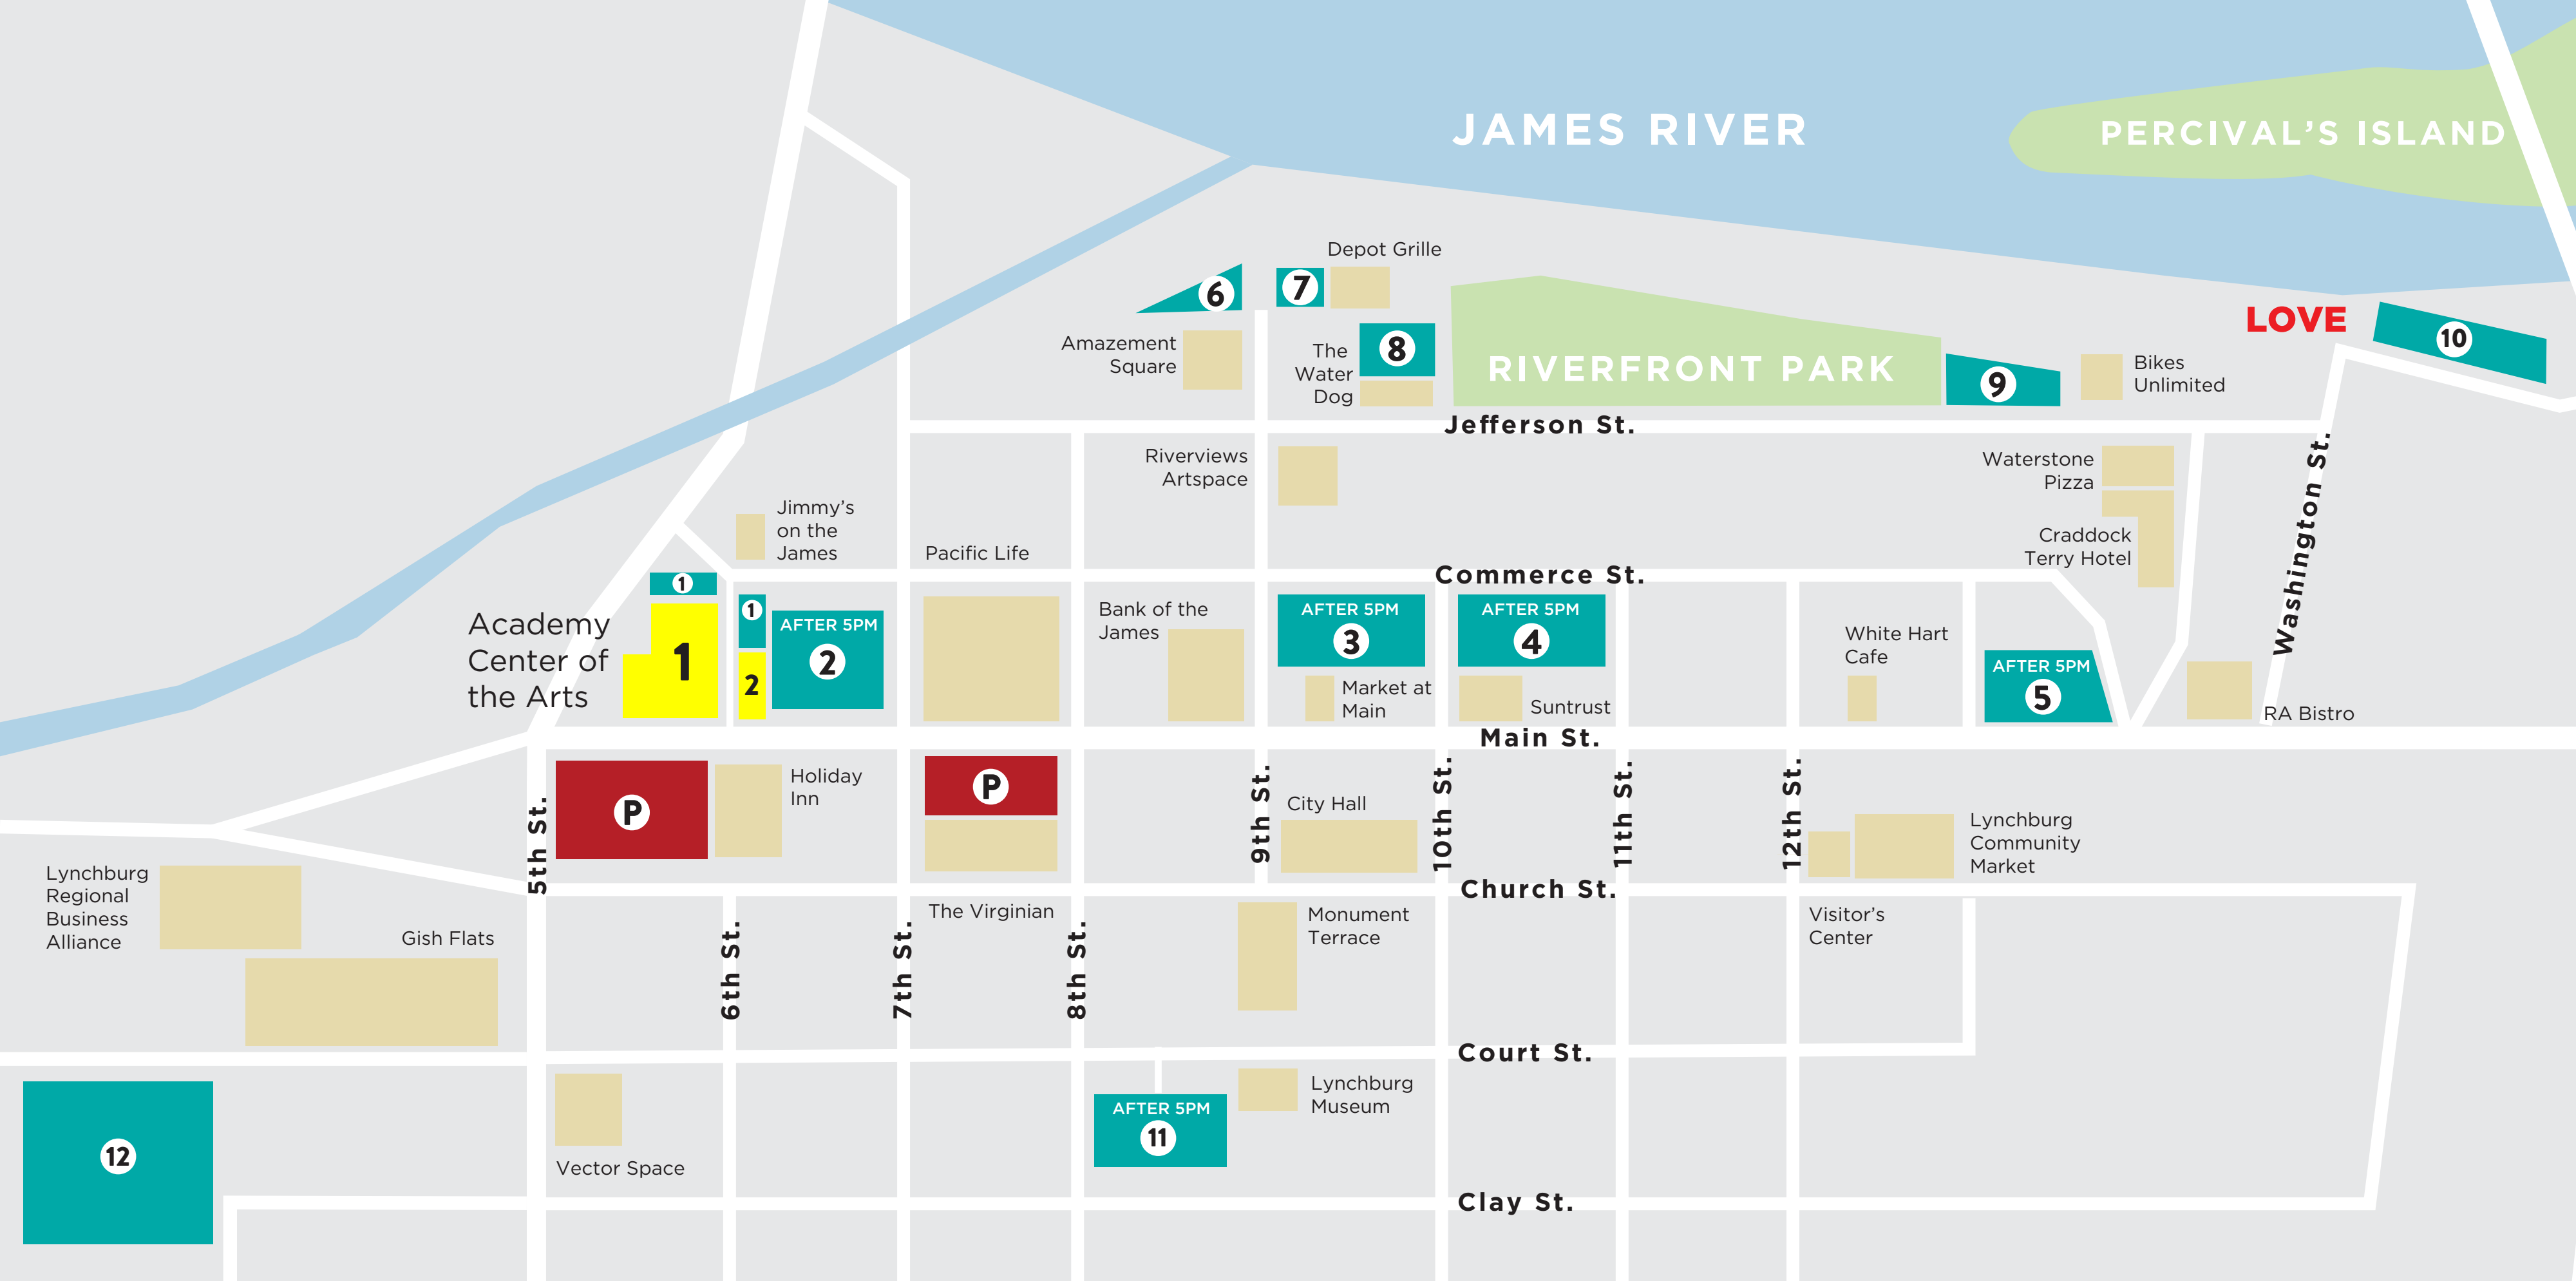 JAMES RIVER
PERCIVAL'S ISLAND
Depot Grille
6
7
LOVE
10
Amazement
Square
The
Water
Dog
8
RIVERFRONT PARK
9
Bikes
Unlimited
Jefferson St.
Riverviews
Artspace
Waterstone
Pizza
Craddock
Terry Hotel
Washington St.
Jimmy's
on the
James
Pacific Life
Commerce St.
1
1
Academy
Center of
the Arts
1
2
AFTER 5PM
2
Bank of the
James
AFTER 5PM
3
AFTER 5PM
4
Market at
Main
Suntrust
White Hart
Cafe
AFTER 5PM
5
RA Bistro
Main St.
5th St.
P
Holiday
Inn
P
9th St.
City Hall
10th St.
11th St.
12th St.
Lynchburg
Community
Market
Lynchburg
Regional
Business
Alliance
Gish Flats
Church St.
The Virginian
6th St.
7th St.
8th St.
Monument
Terrace
Visitor's
Center
Court St.
12
Vector Space
AFTER 5PM
11
Lynchburg
Museum
Clay St.